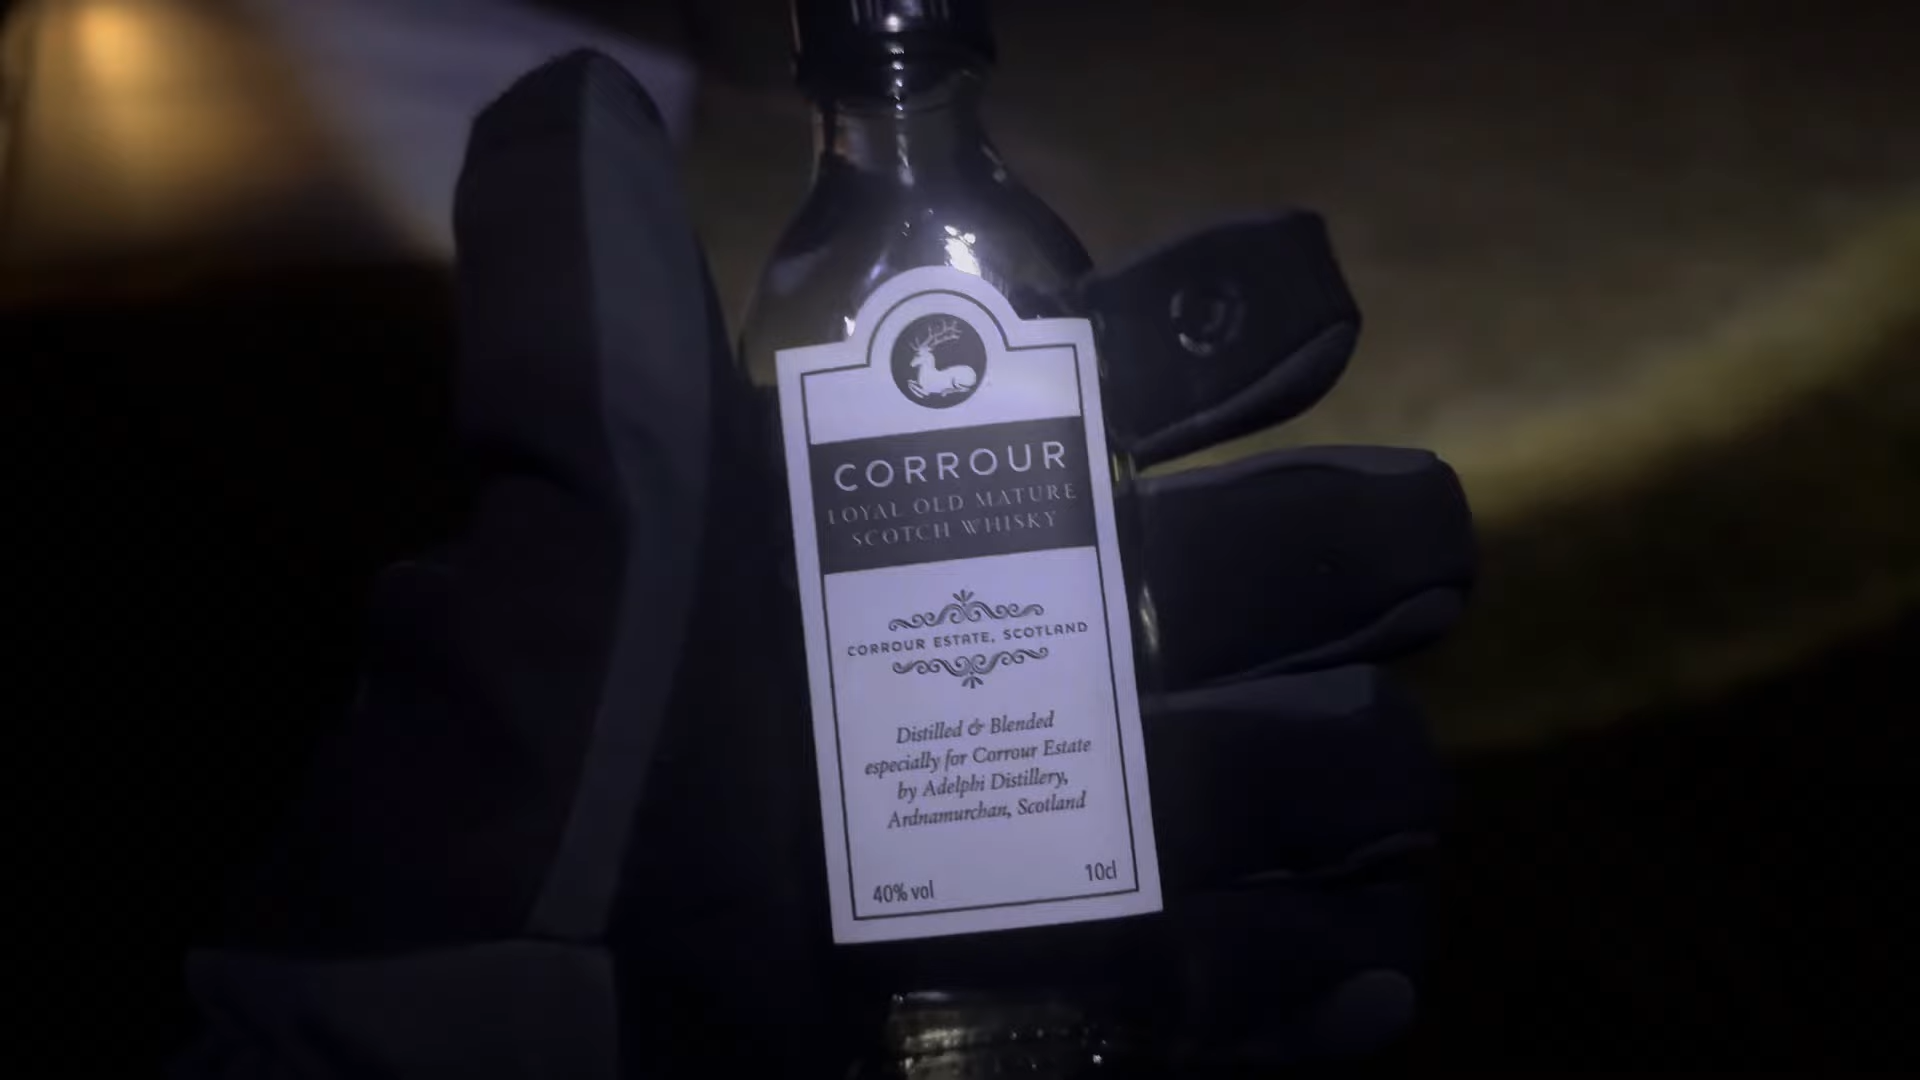 CORROUR
LOYAL OLD MATURE
SCOTCH WHISKY
CORROUR ESTATE, SCOTLAND
Distilled & Blended
especially for Corrour Estate
by Adelphi Distillery,
Ardnamurchan, Scotland
40% vol
10cl